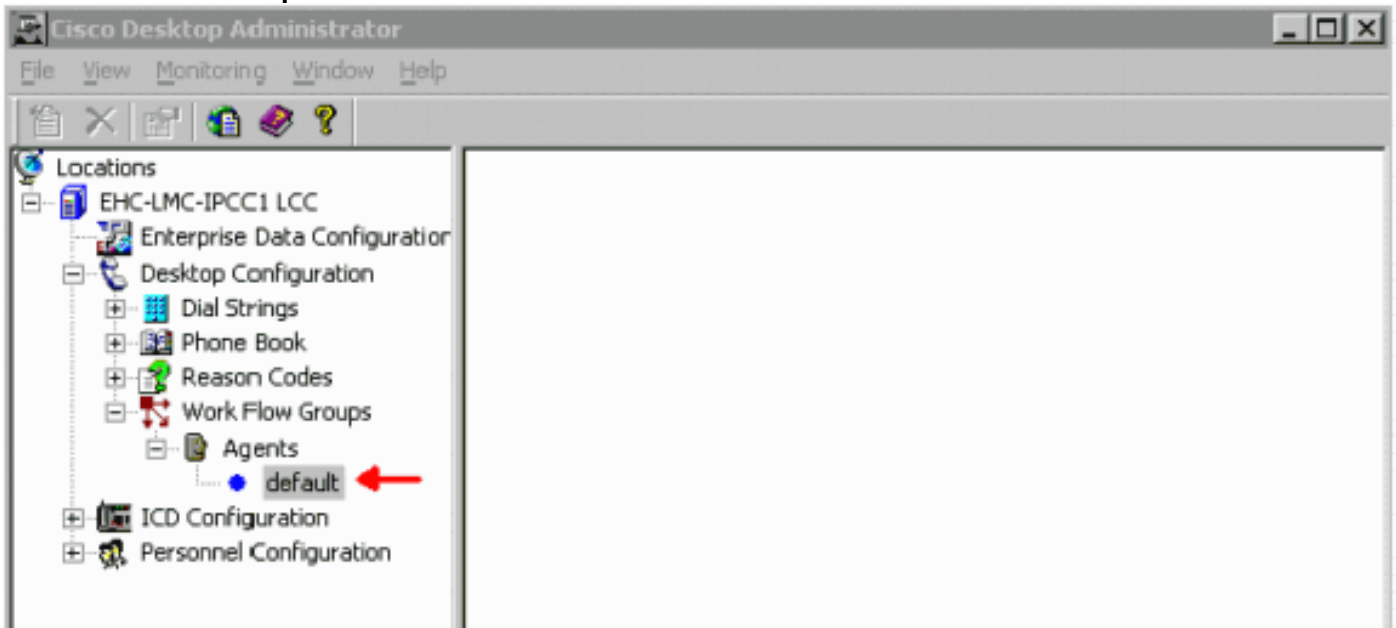 Cisco Desktop Administrator
File View Monitoring Window Help
Locations
EHC-LMC-IPCC1 LCC
Enterprise Data Configuration
Desktop Configuration
Dial Strings
Phone Book
Reason Codes
Work Flow Groups
Agents
default
ICD Configuration
Personnel Configuration